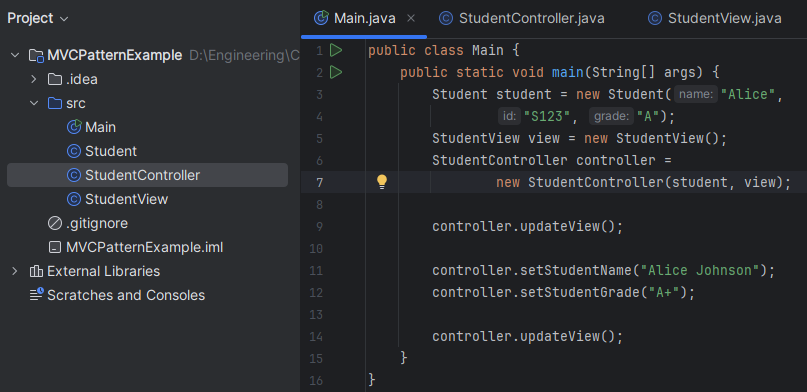 Project
MVCPatternExample D:\Engineering\C
.idea
src
Main
Student
StudentController
StudentView
.gitignore
MVCPatternExample.iml
External Libraries
Scratches and Consoles
Main.java × StudentController.java StudentView.java
1 public class Main {
2 public static void main(String[] args) {
3 Student student = new Student( name: "Alice",
4 id: "S123", grade: "A");
5 StudentView view = new StudentView();
6 StudentController controller =
7 new StudentController(student, view);
8
9 controller.updateView();
10
11 controller.setStudentName("Alice Johnson");
12 controller.setStudentGrade("A+");
13
14 controller.updateView();
15 }
16 }